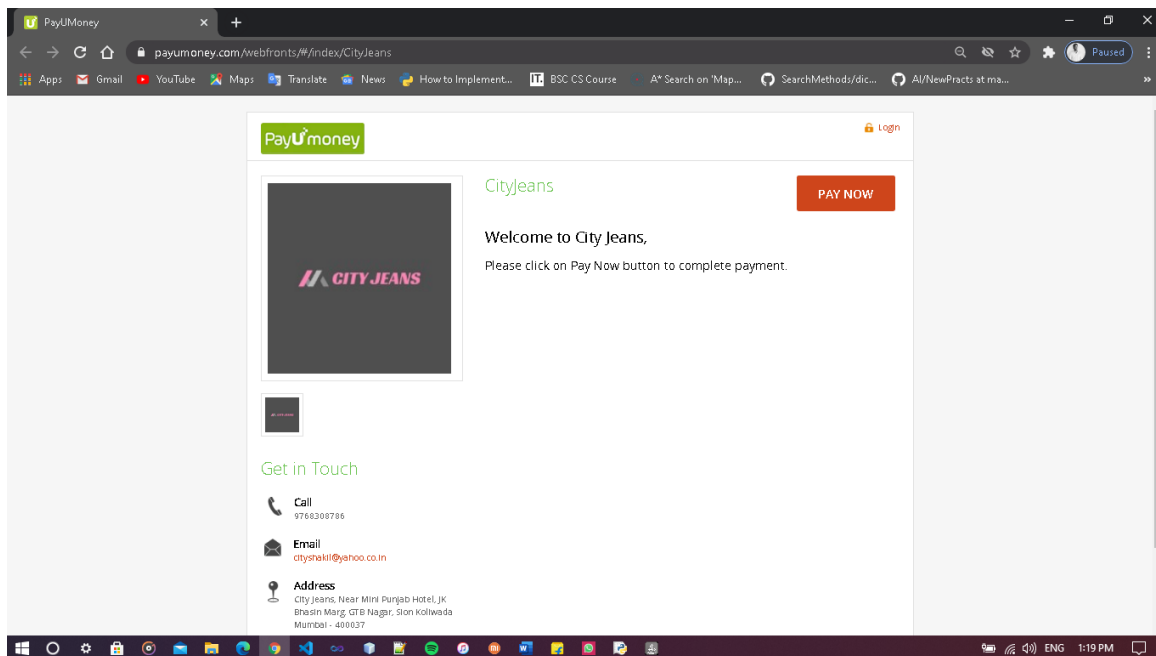 PayUMoney
payumoney.com/webfronts/#/index/CityJeans
Paused
Apps Gmail YouTube Maps Translate News How to Implement... BSC CS Course A* Search on 'Map... SearchMethods/dic... AI/NewPracts at ma... »
PayUmoney
Login
CityJeans
PAY NOW
Welcome to City Jeans,
Please click on Pay Now button to complete payment.
CITY JEANS
Get in Touch
Call
9768308786
Email
cityshakil@yahoo.co.in
Address
City Jeans, Near Mini Punjab Hotel, JK
Bhasin Marg, GTB Nagar, Sion Koliwada
Mumbai - 400037
ENG 1:19 PM